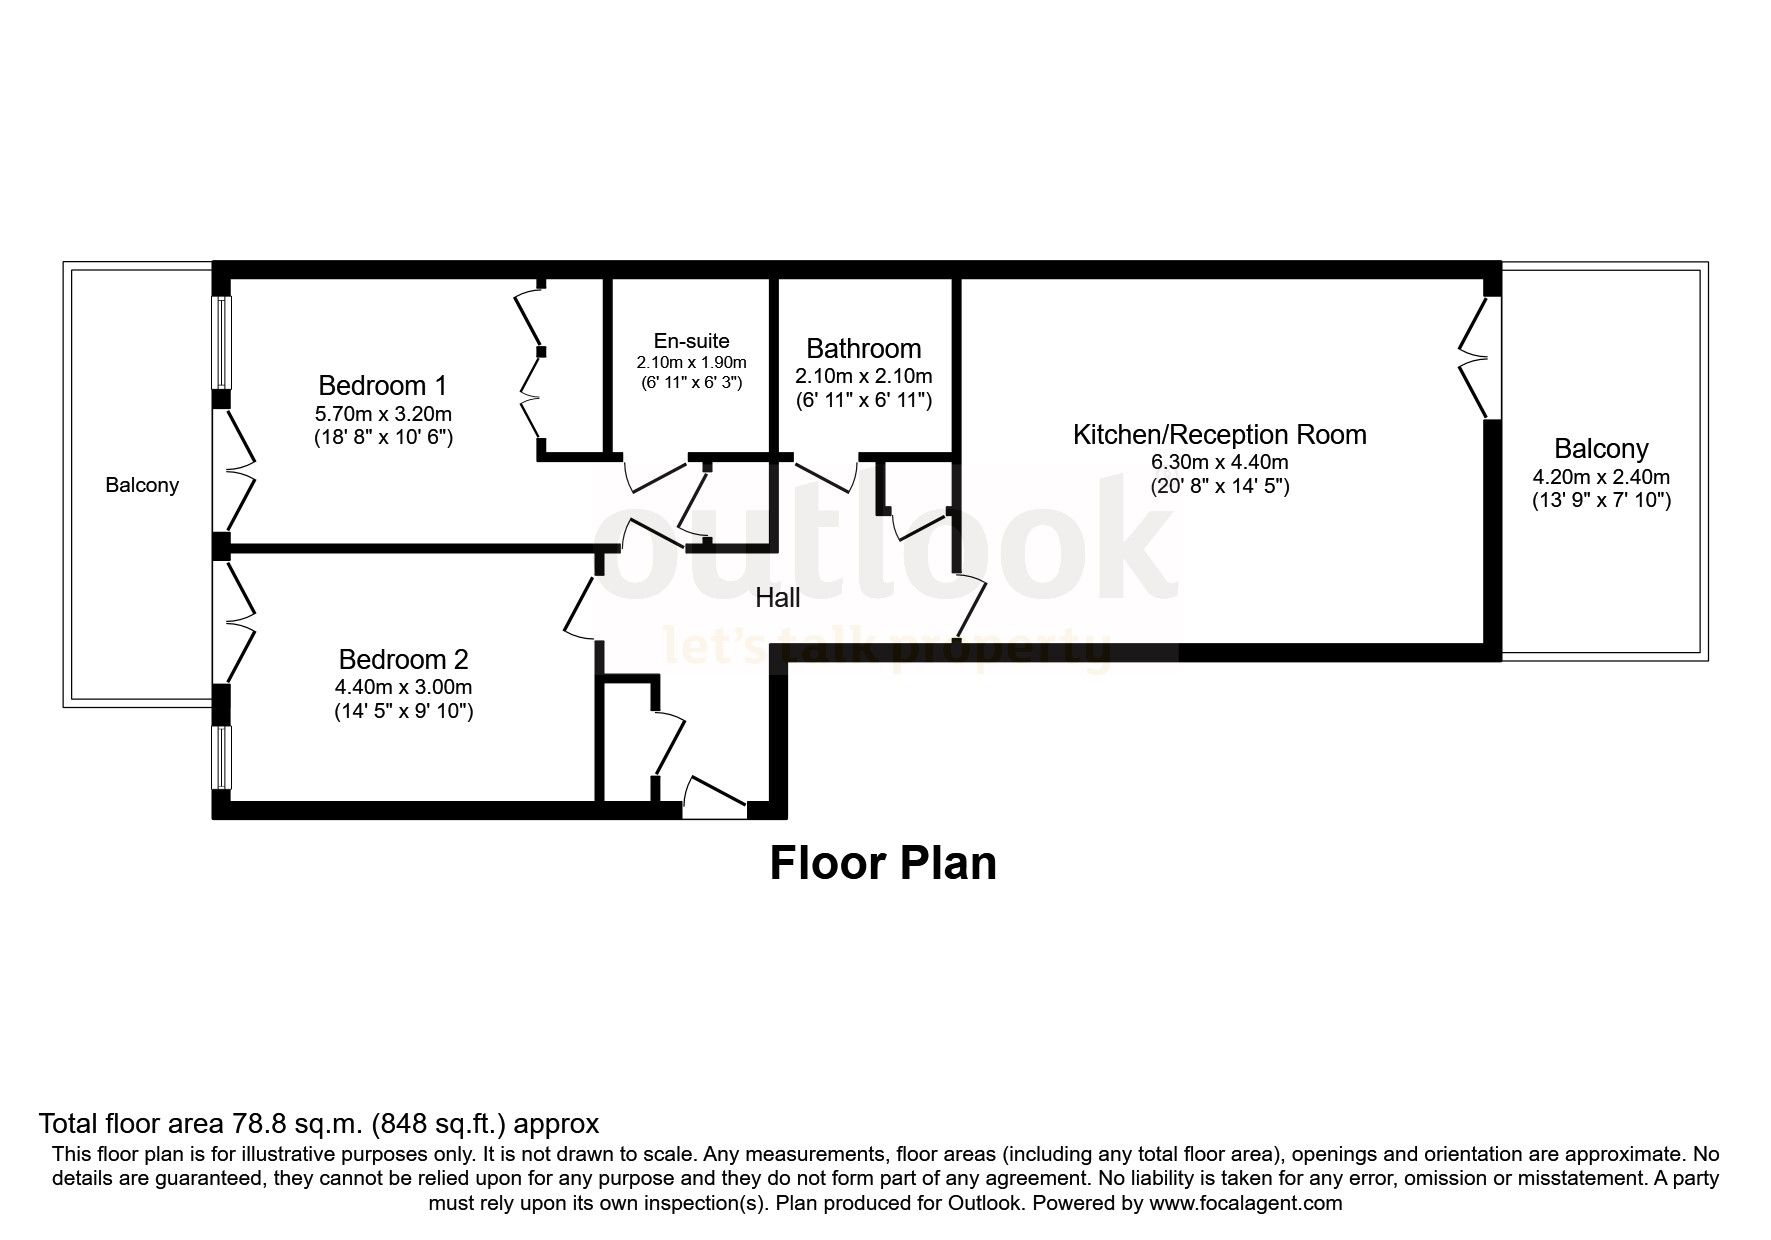 En-suite
2.10m x 1.90m
(6' 11" x 6' 3")
Bathroom
2.10m x 2.10m
(6' 11" x 6' 11")
Bedroom 1
5.70m x 3.20m
(18' 8" x 10' 6")
Kitchen/Reception Room
6.30m x 4.40m
(20' 8" x 14' 5")
Balcony
4.20m x 2.40m
(13' 9" x 7' 10")
Balcony
outlook
let's talk property
Hall
Bedroom 2
4.40m x 3.00m
(14' 5" x 9' 10")
Floor Plan
Total floor area 78.8 sq.m. (848 sq.ft.) approx
This floor plan is for illustrative purposes only. It is not drawn to scale. Any measurements, floor areas (including any total floor area), openings and orientation are approximate. No
details are guaranteed, they cannot be relied upon for any purpose and they do not form part of any agreement. No liability is taken for any error, omission or misstatement. A party
must rely upon its own inspection(s). Plan produced for Outlook. Powered by www.focalagent.com